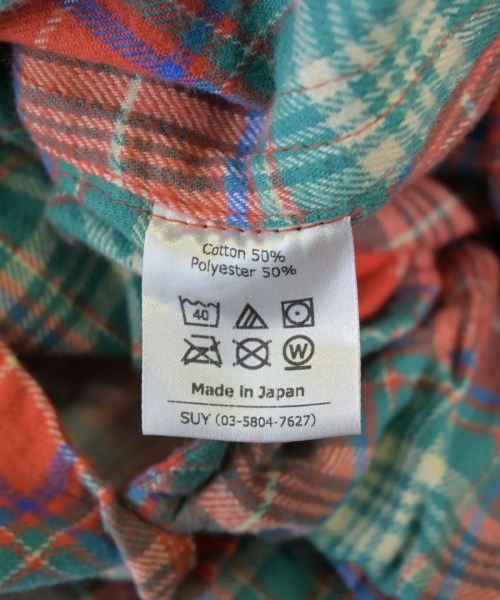 Cotton 50%
Polyester 50%
40
W
Made in Japan
SUY (03-5804-7627)